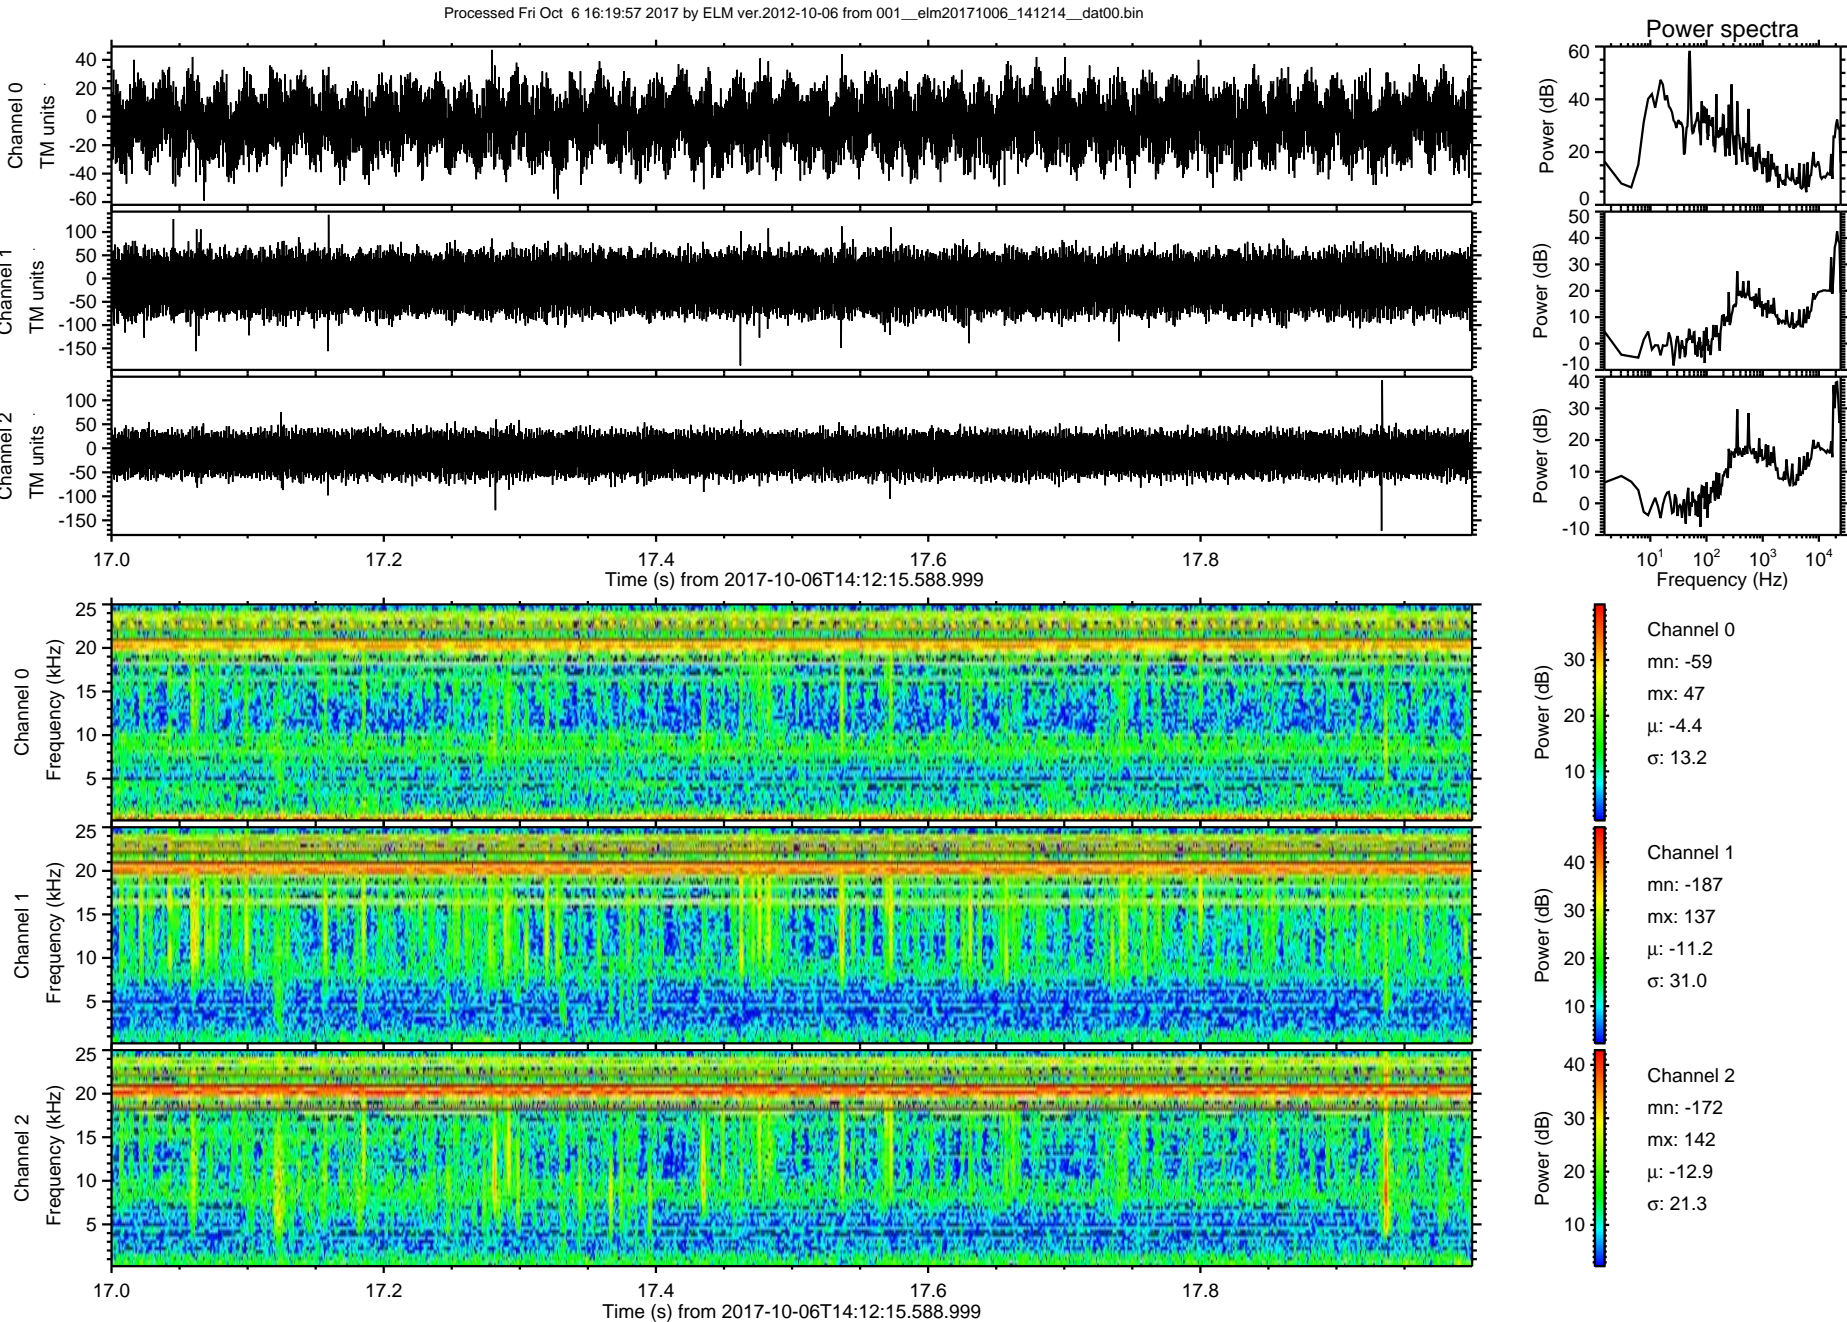 Processed Fri Oct  6 16:19:57 2017 by ELM ver.2012-10-06 from 001__elm20171006_141214__dat00.bin
Power spectra
Channel 0
TM units
40
20
0
-20
-40
-60
Power (dB)
60
40
20
0
Channel 1
TM units
100
50
0
-50
-100
-150
Power (dB)
50
40
30
20
10
0
-10
Channel 2
TM units
100
50
0
-50
-100
-150
Power (dB)
40
30
20
10
0
-10
17.0 17.2 17.4 17.6 17.8
Time (s) from 2017-10-06T14:12:15.588.999
10¹ 10² 10³ 10⁴
Frequency (Hz)
Channel 0
Frequency (kHz)
25
20
15
10
5
Power (dB)
30
20
10
Channel 0
mn: -59
mx: 47
μ: -4.4
σ: 13.2
Channel 1
Frequency (kHz)
25
20
15
10
5
Power (dB)
40
30
20
10
Channel 1
mn: -187
mx: 137
μ: -11.2
σ: 31.0
Channel 2
Frequency (kHz)
25
20
15
10
5
Power (dB)
40
30
20
10
Channel 2
mn: -172
mx: 142
μ: -12.9
σ: 21.3
17.0 17.2 17.4 17.6 17.8
Time (s) from 2017-10-06T14:12:15.588.999